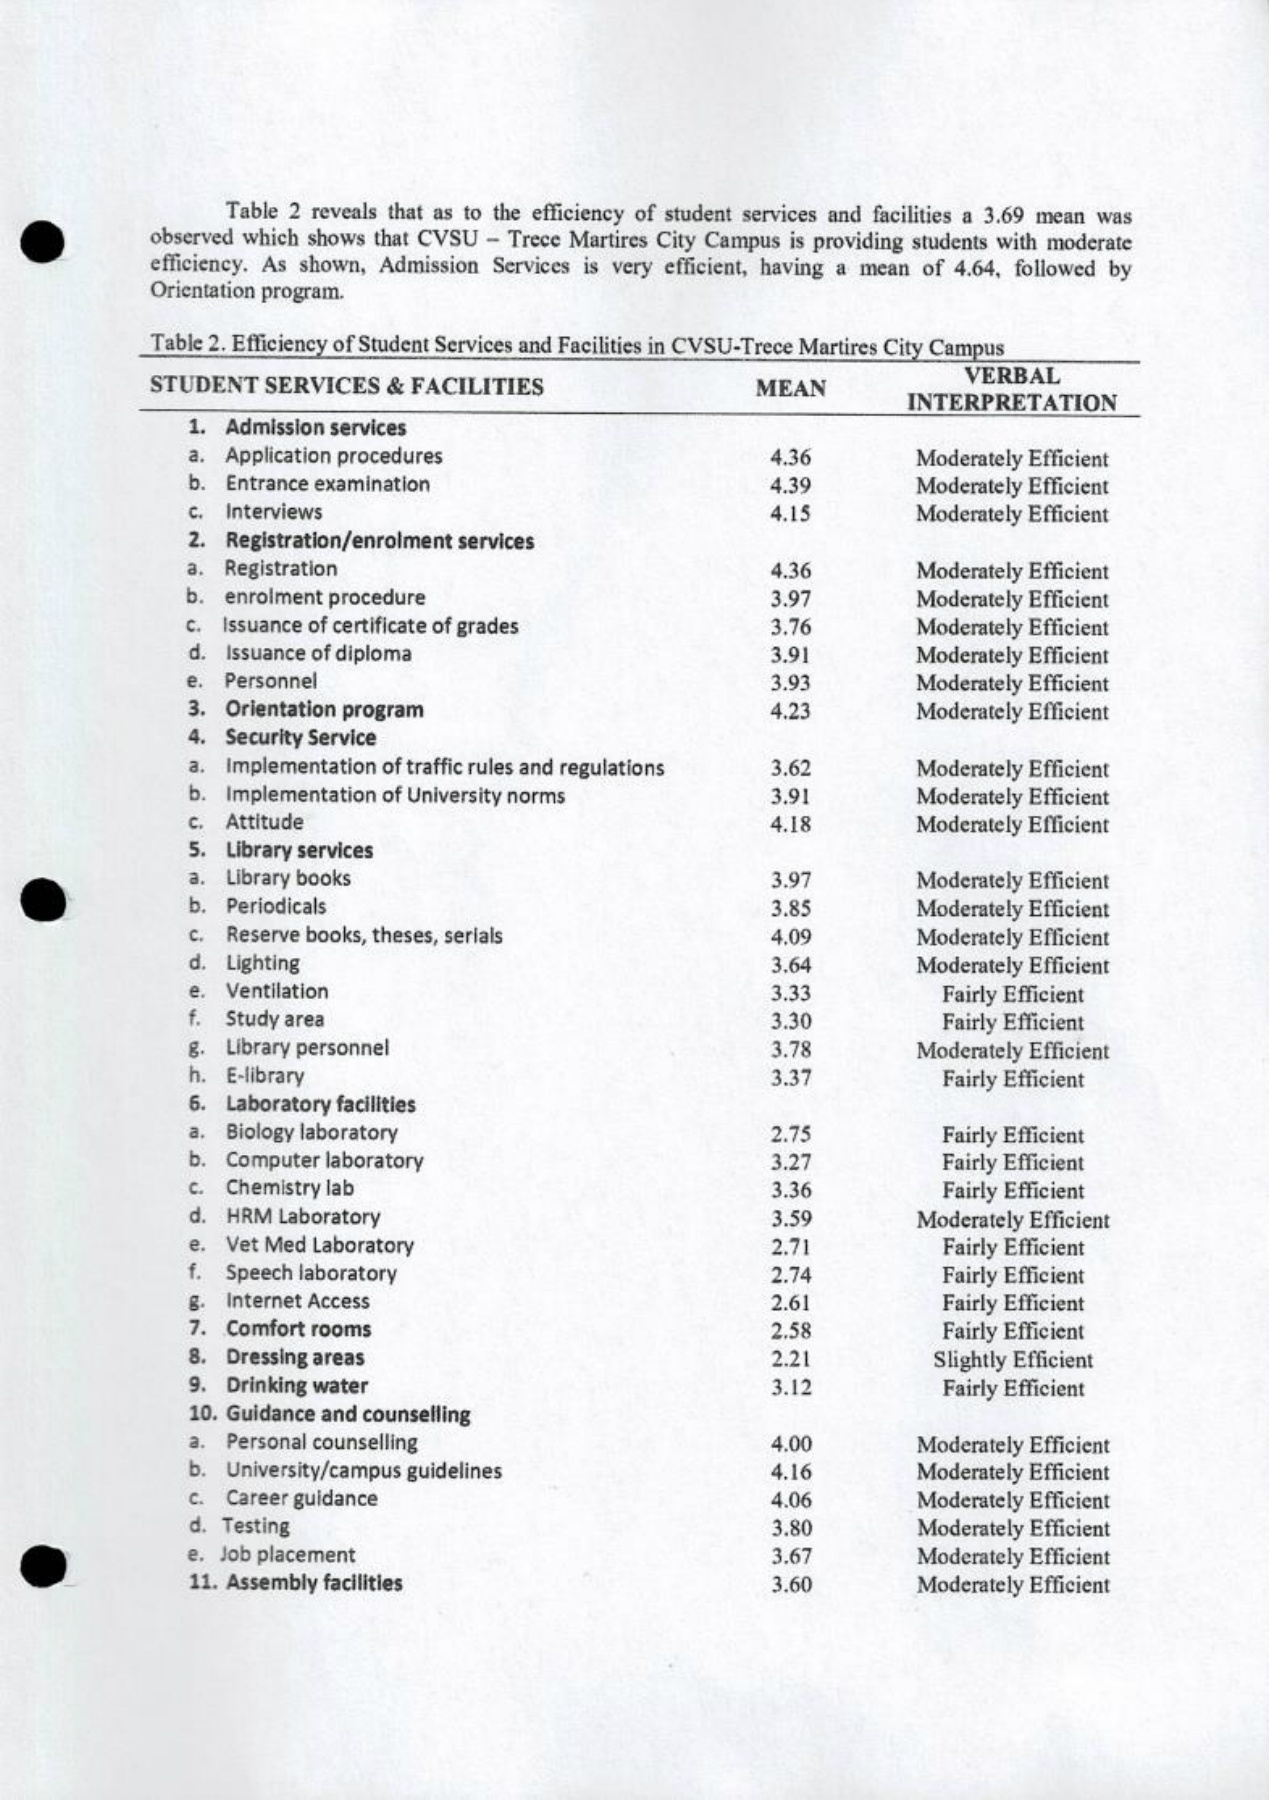 Table 2 reveals that as to the efficiency of student services and facilities a 3.69 mean was
observed which shows that CVSU – Trece Martires City Campus is providing students with moderate
efficiency. As shown, Admission Services is very efficient, having a mean of 4.64, followed by
Orientation program.
Table 2. Efficiency of Student Services and Facilities in CVSU-Trece Martires City Campus
STUDENT SERVICES & FACILITIES MEAN VERBAL INTERPRETATION
1. Admission services
a. Application procedures 4.36 Moderately Efficient
b. Entrance examination 4.39 Moderately Efficient
c. Interviews 4.15 Moderately Efficient
2. Registration/enrolment services
a. Registration 4.36 Moderately Efficient
b. enrolment procedure 3.97 Moderately Efficient
c. Issuance of certificate of grades 3.76 Moderately Efficient
d. Issuance of diploma 3.91 Moderately Efficient
e. Personnel 3.93 Moderately Efficient
3. Orientation program 4.23 Moderately Efficient
4. Security Service
a. Implementation of traffic rules and regulations 3.62 Moderately Efficient
b. Implementation of University norms 3.91 Moderately Efficient
c. Attitude 4.18 Moderately Efficient
5. Library services
a. Library books 3.97 Moderately Efficient
b. Periodicals 3.85 Moderately Efficient
c. Reserve books, theses, serials 4.09 Moderately Efficient
d. Lighting 3.64 Moderately Efficient
e. Ventilation 3.33 Fairly Efficient
f. Study area 3.30 Fairly Efficient
g. Library personnel 3.78 Moderately Efficient
h. E-library 3.37 Fairly Efficient
6. Laboratory facilities
a. Biology laboratory 2.75 Fairly Efficient
b. Computer laboratory 3.27 Fairly Efficient
c. Chemistry lab 3.36 Fairly Efficient
d. HRM Laboratory 3.59 Moderately Efficient
e. Vet Med Laboratory 2.71 Fairly Efficient
f. Speech laboratory 2.74 Fairly Efficient
g. Internet Access 2.61 Fairly Efficient
7. Comfort rooms 2.58 Fairly Efficient
8. Dressing areas 2.21 Slightly Efficient
9. Drinking water 3.12 Fairly Efficient
10. Guidance and counselling
a. Personal counselling 4.00 Moderately Efficient
b. University/campus guidelines 4.16 Moderately Efficient
c. Career guidance 4.06 Moderately Efficient
d. Testing 3.80 Moderately Efficient
e. Job placement 3.67 Moderately Efficient
11. Assembly facilities 3.60 Moderately Efficient